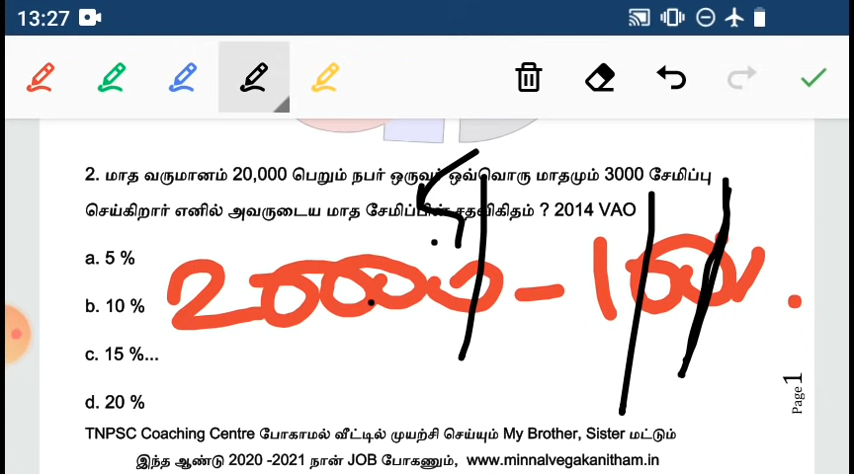 13:27
2. மாத வருமானம் 20,000 பெறும் நபர் ஒருவர் ஒவ்வொரு மாதமும் 3000 சேமிப்பு
செய்கிறார் எனில் அவருடைய மாத சேமிப்பின் சதவிகிதம் ? 2014 VAO
a. 5 %
20000 - 100%.
b. 10 %
c. 15 %...
d. 20 %
Page 1
TNPSC Coaching Centre போகாமல் வீட்டில் முயற்சி செய்யும் My Brother, Sister மட்டும்
இந்த ஆண்டு 2020 -2021 நான் JOB போகணும், www.minnalvegakanitham.in